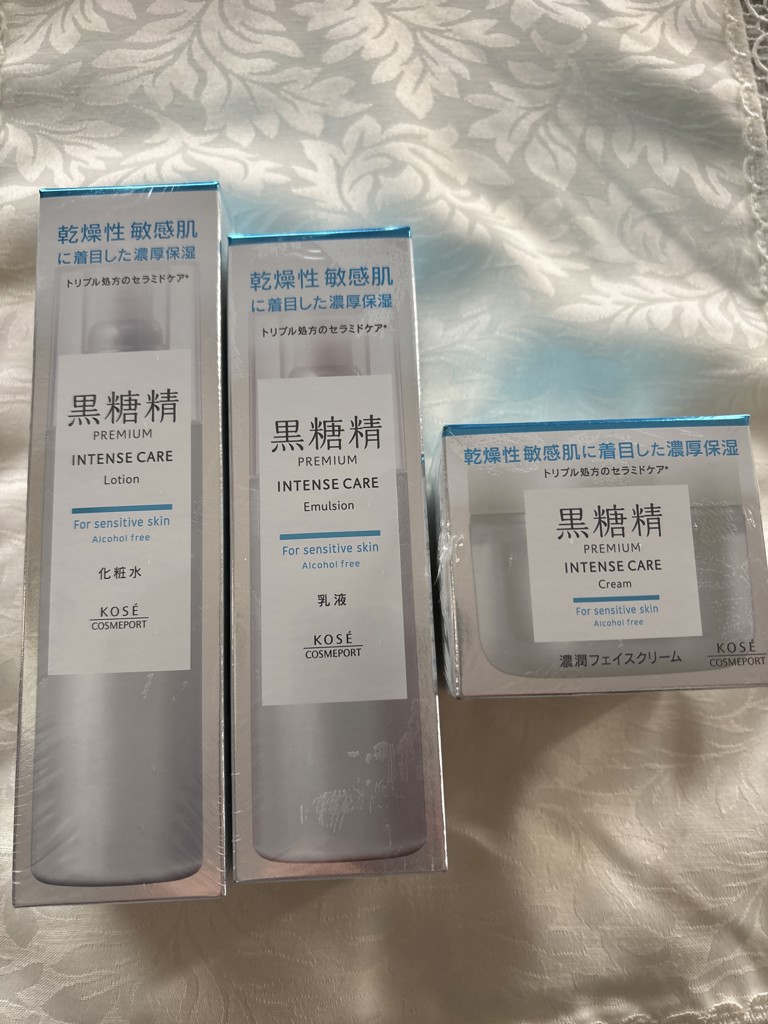 乾燥性 敏感肌
に着目した濃厚保湿
トリプル処方のセラミドケア*
黒糖精
PREMIUM
INTENSE CARE
Lotion
For sensitive skin
Alcohol free
化粧水
KOSÉ
COSMEPORT
乾燥性 敏感肌
に着目した濃厚保湿
トリプル処方のセラミドケア*
黒糖精
PREMIUM
INTENSE CARE
Emulsion
For sensitive skin
Alcohol free
乳液
KOSÉ
COSMEPORT
乾燥性 敏感肌に着目した濃厚保湿
トリプル処方のセラミドケア*
黒糖精
PREMIUM
INTENSE CARE
Cream
For sensitive skin
Alcohol free
濃潤フェイスクリーム
KOSÉ
COSMEPORT